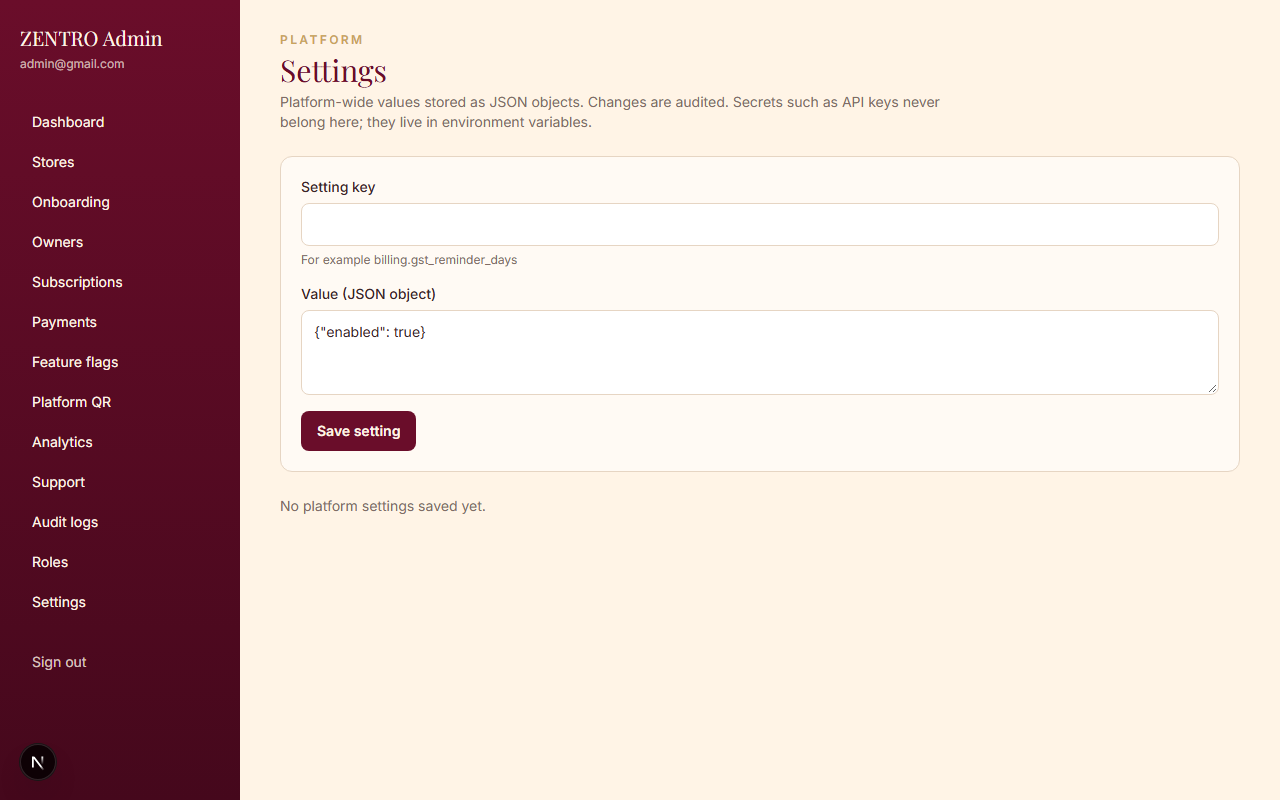 ZENTRO Admin
admin@gmail.com
Dashboard
Stores
Onboarding
Owners
Subscriptions
Payments
Feature flags
Platform QR
Analytics
Support
Audit logs
Roles
Settings
Sign out
N
PLATFORM
Settings
Platform-wide values stored as JSON objects. Changes are audited. Secrets such as API keys never
belong here; they live in environment variables.
Setting key
For example billing.gst_reminder_days
Value (JSON object)
{"enabled": true}
Save setting
No platform settings saved yet.